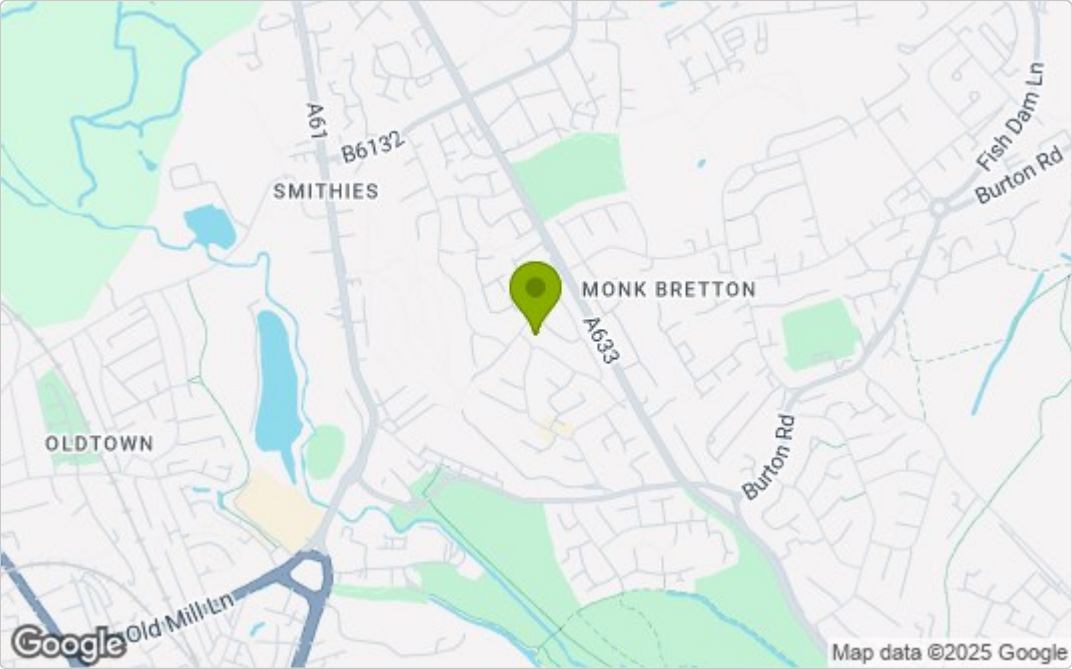 A61
B6132
Fish Dam Ln
Burton Rd
SMITHIES
MONK BRETTON
A633
OLDTOWN
Burton Rd
Old Mill Ln
Google
Map data ©2025 Google